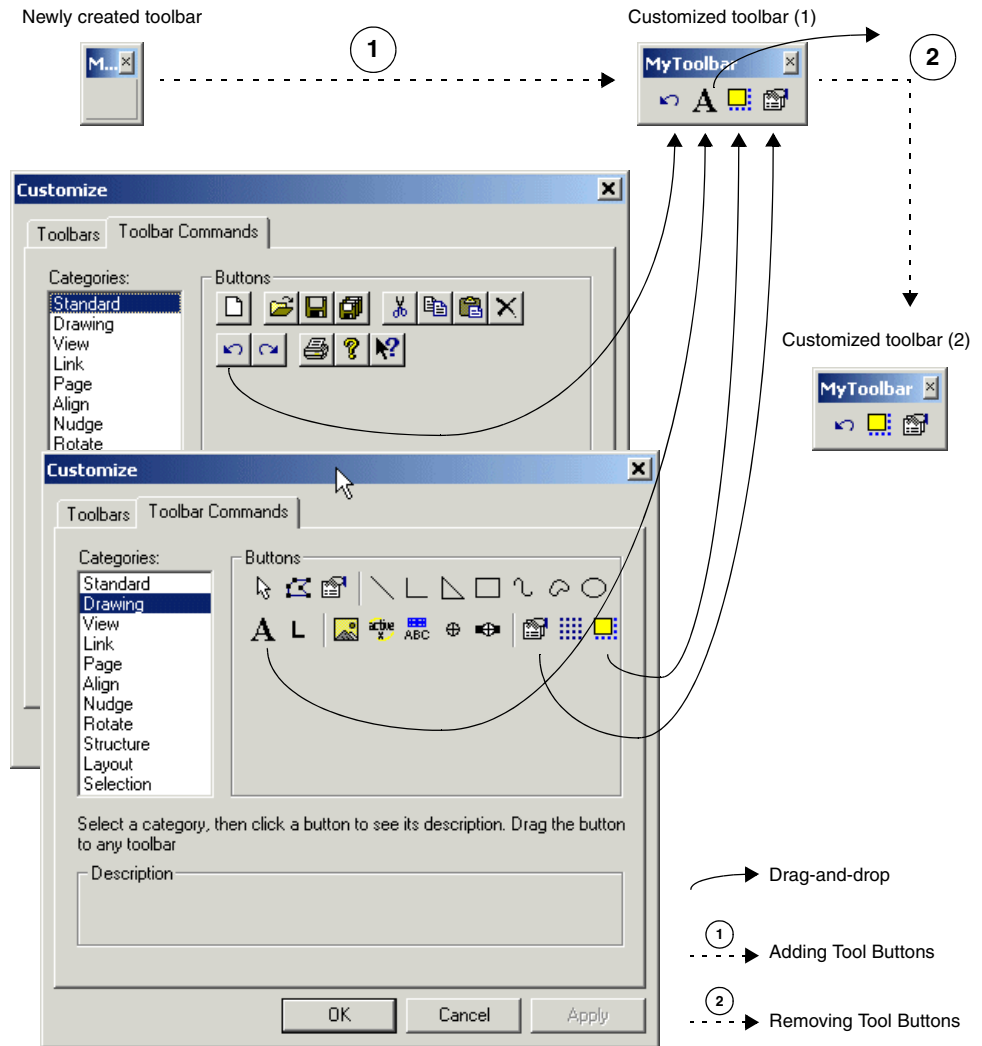 Newly created toolbar
Customized toolbar (1)
M...
1
MyToolbar
2
A
Customize
Toolbars
Toolbar Commands
Categories:
Buttons
Standard
Drawing
View
Link
Page
Align
Nudge
Rotate
?
?
Customized toolbar (2)
MyToolbar
Customize
Toolbars
Toolbar Commands
Categories:
Buttons
Standard
Drawing
View
Link
Page
Align
Nudge
Rotate
Structure
Layout
Selection
A
L
active
x
ABC
Select a category, then click a button to see its description. Drag the button
to any toolbar
Description
OK
Cancel
Apply
Drag-and-drop
1
Adding Tool Buttons
2
Removing Tool Buttons